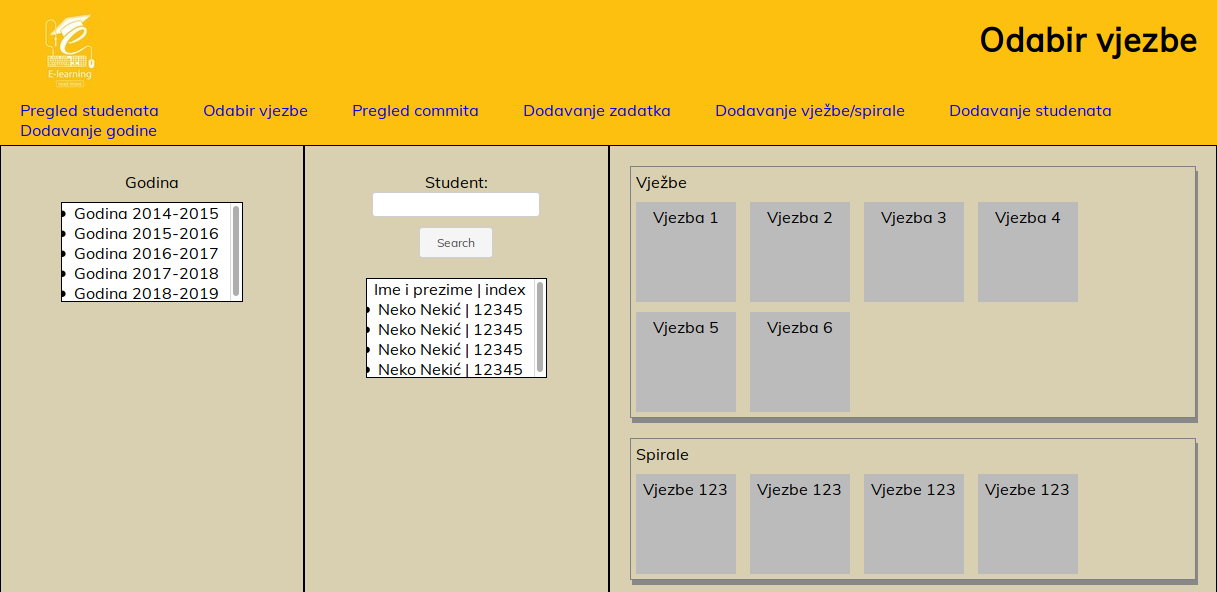 E-learning
Odabir vjezbe
Pregled studenata Odabir vjezbe Pregled commita Dodavanje zadatka Dodavanje vježbe/spirale Dodavanje studenata
Dodavanje godine
Godina
Godina 2014-2015
Godina 2015-2016
Godina 2016-2017
Godina 2017-2018
Godina 2018-2019
Student:
Search
Ime i prezime | index
Neko Nekić | 12345
Neko Nekić | 12345
Neko Nekić | 12345
Neko Nekić | 12345
Vježbe
Vjezba 1 Vjezba 2 Vjezba 3 Vjezba 4
Vjezba 5 Vjezba 6
Spirale
Vjezbe 123 Vjezbe 123 Vjezbe 123 Vjezbe 123